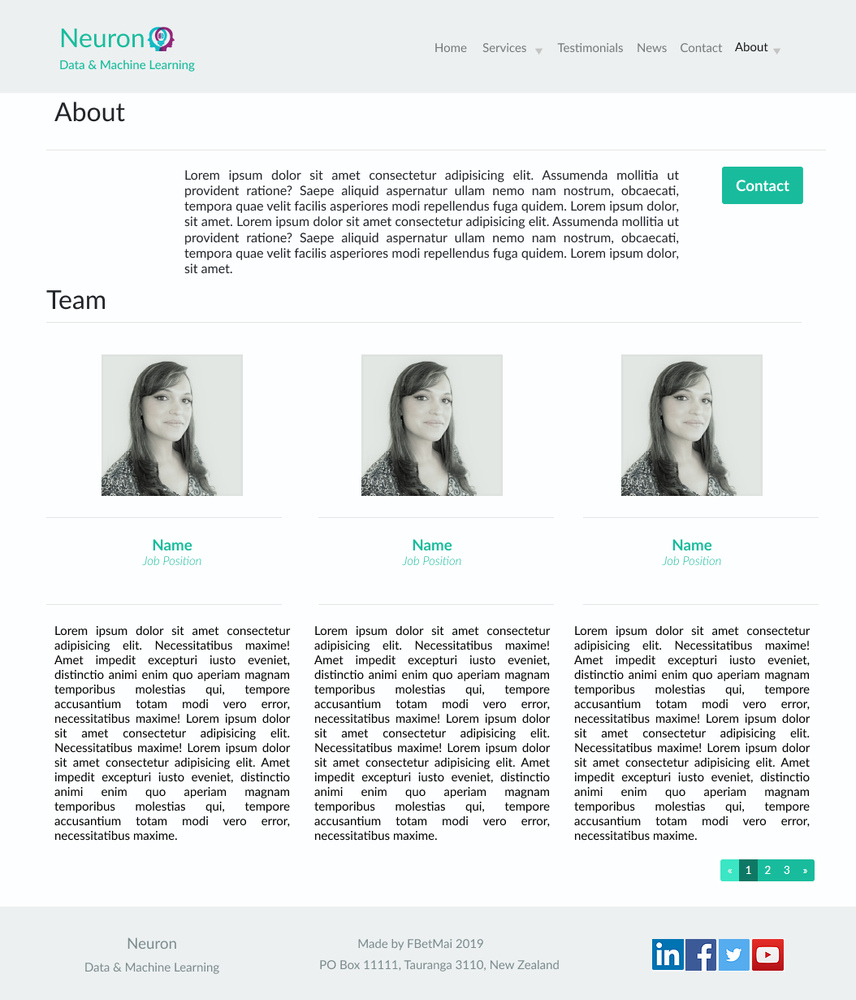 Neuron
Data & Machine Learning
Home Services Testimonials News Contact About
About
Lorem ipsum dolor sit amet consectetur adipisicing elit. Assumenda mollitia ut
provident ratione? Saepe aliquid aspernatur ullam nemo nam nostrum, obcaecati,
tempora quae velit facilis asperiores modi repellendus fuga quidem. Lorem ipsum dolor,
sit amet. Lorem ipsum dolor sit amet consectetur adipisicing elit. Assumenda mollitia ut
provident ratione? Saepe aliquid aspernatur ullam nemo nam nostrum, obcaecati,
tempora quae velit facilis asperiores modi repellendus fuga quidem. Lorem ipsum dolor,
sit amet.
Contact
Team
Name
Job Position
Lorem ipsum dolor sit amet consectetur
adipisicing elit. Necessitatibus maxime!
Amet impedit excepturi iusto eveniet,
distinctio animi enim quo aperiam magnam
temporibus molestias qui, tempore
accusantium totam modi vero error,
necessitatibus maxime! Lorem ipsum dolor
sit amet consectetur adipisicing elit.
Necessitatibus maxime! Lorem ipsum dolor
sit amet consectetur adipisicing elit. Amet
impedit excepturi iusto eveniet, distinctio
animi enim quo aperiam magnam
temporibus molestias qui, tempore
accusantium totam modi vero error,
necessitatibus maxime.
Name
Job Position
Lorem ipsum dolor sit amet consectetur
adipisicing elit. Necessitatibus maxime!
Amet impedit excepturi iusto eveniet,
distinctio animi enim quo aperiam magnam
temporibus molestias qui, tempore
accusantium totam modi vero error,
necessitatibus maxime! Lorem ipsum dolor
sit amet consectetur adipisicing elit.
Necessitatibus maxime! Lorem ipsum dolor
sit amet consectetur adipisicing elit. Amet
impedit excepturi iusto eveniet, distinctio
animi enim quo aperiam magnam
temporibus molestias qui, tempore
accusantium totam modi vero error,
necessitatibus maxime.
Name
Job Position
Lorem ipsum dolor sit amet consectetur
adipisicing elit. Necessitatibus maxime!
Amet impedit excepturi iusto eveniet,
distinctio animi enim quo aperiam magnam
temporibus molestias qui, tempore
accusantium totam modi vero error,
necessitatibus maxime! Lorem ipsum dolor
sit amet consectetur adipisicing elit.
Necessitatibus maxime! Lorem ipsum dolor
sit amet consectetur adipisicing elit. Amet
impedit excepturi iusto eveniet, distinctio
animi enim quo aperiam magnam
temporibus molestias qui, tempore
accusantium totam modi vero error,
necessitatibus maxime.
« 1 2 3 »
Neuron
Data & Machine Learning
Made by FBetMai 2019
PO Box 11111, Tauranga 3110, New Zealand
in f